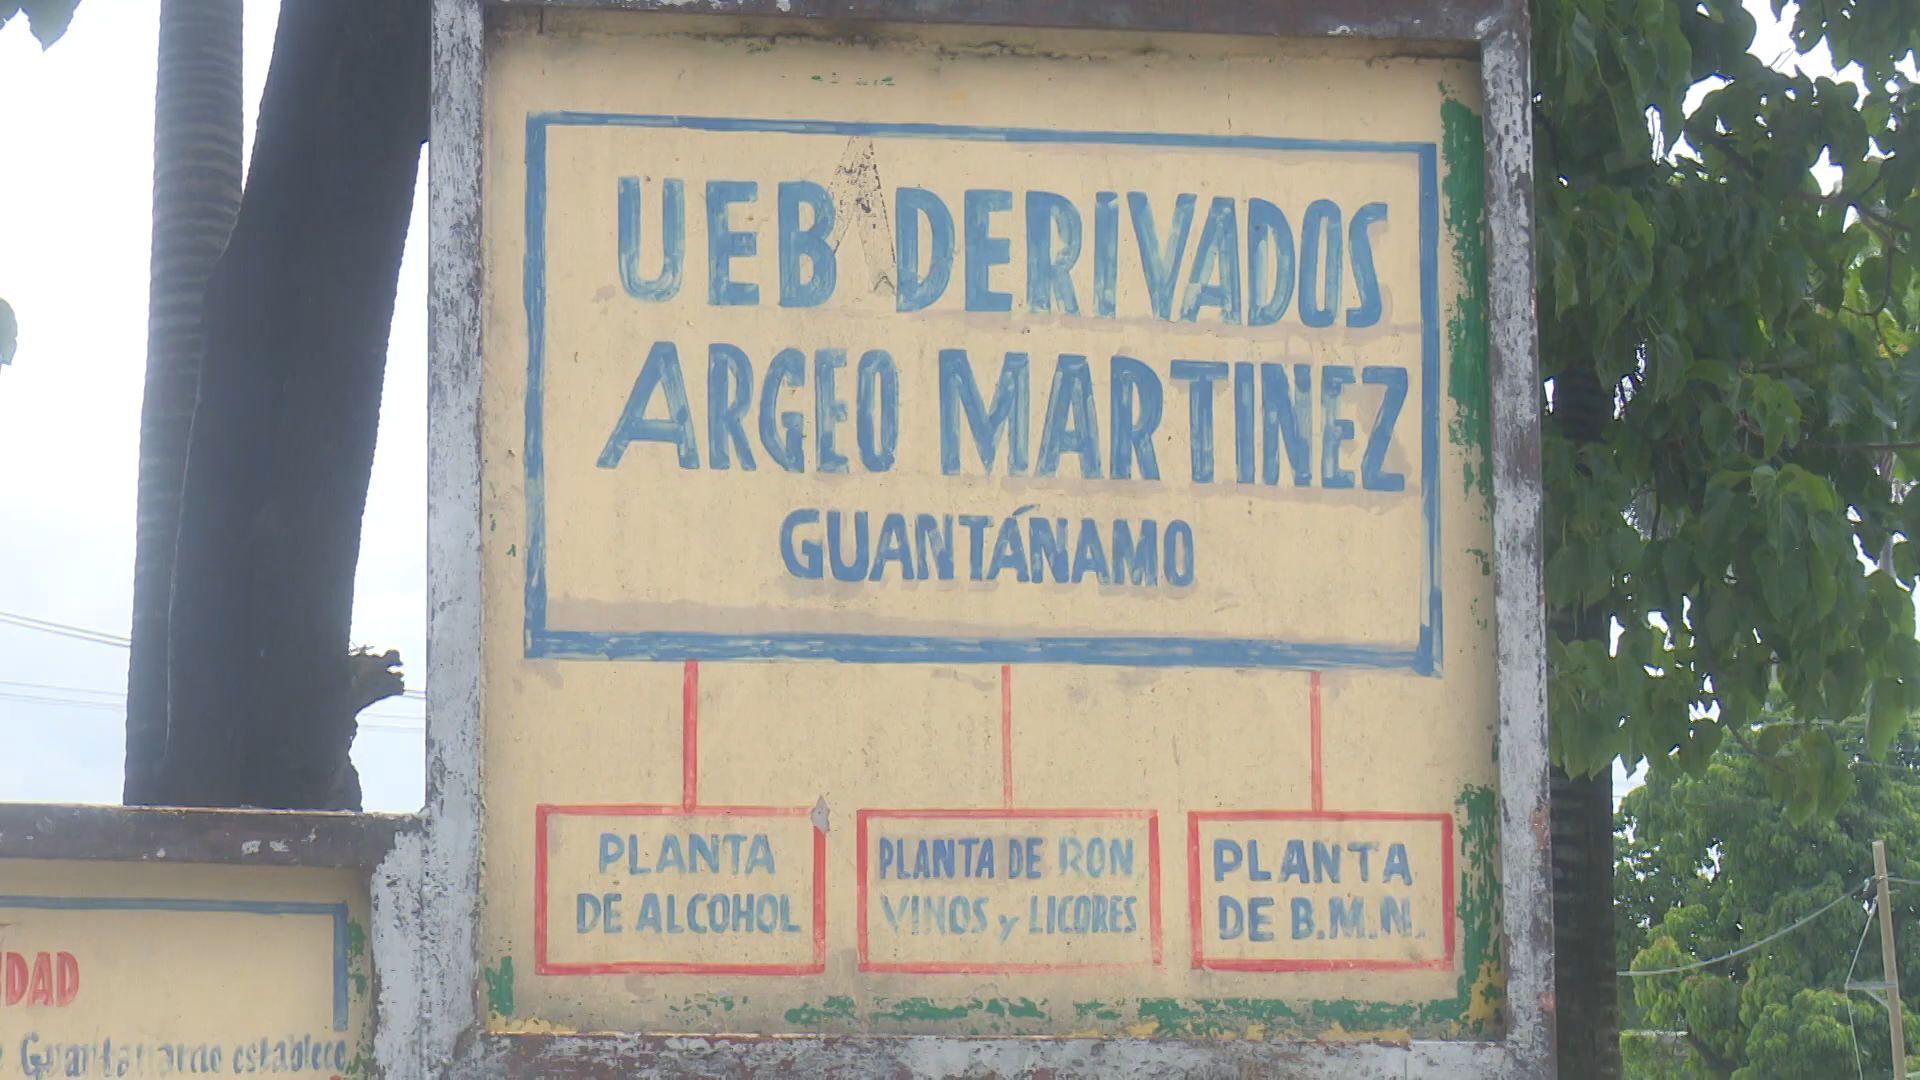 UEB DERIVADOS
ARGEO MARTINEZ
GUANTÁNAMO
PLANTA
DE ALCOHOL
PLANTA DE RON,
VINOS y LICORES
PLANTA
DE B.M.N.
DAD
Guantanamo establece